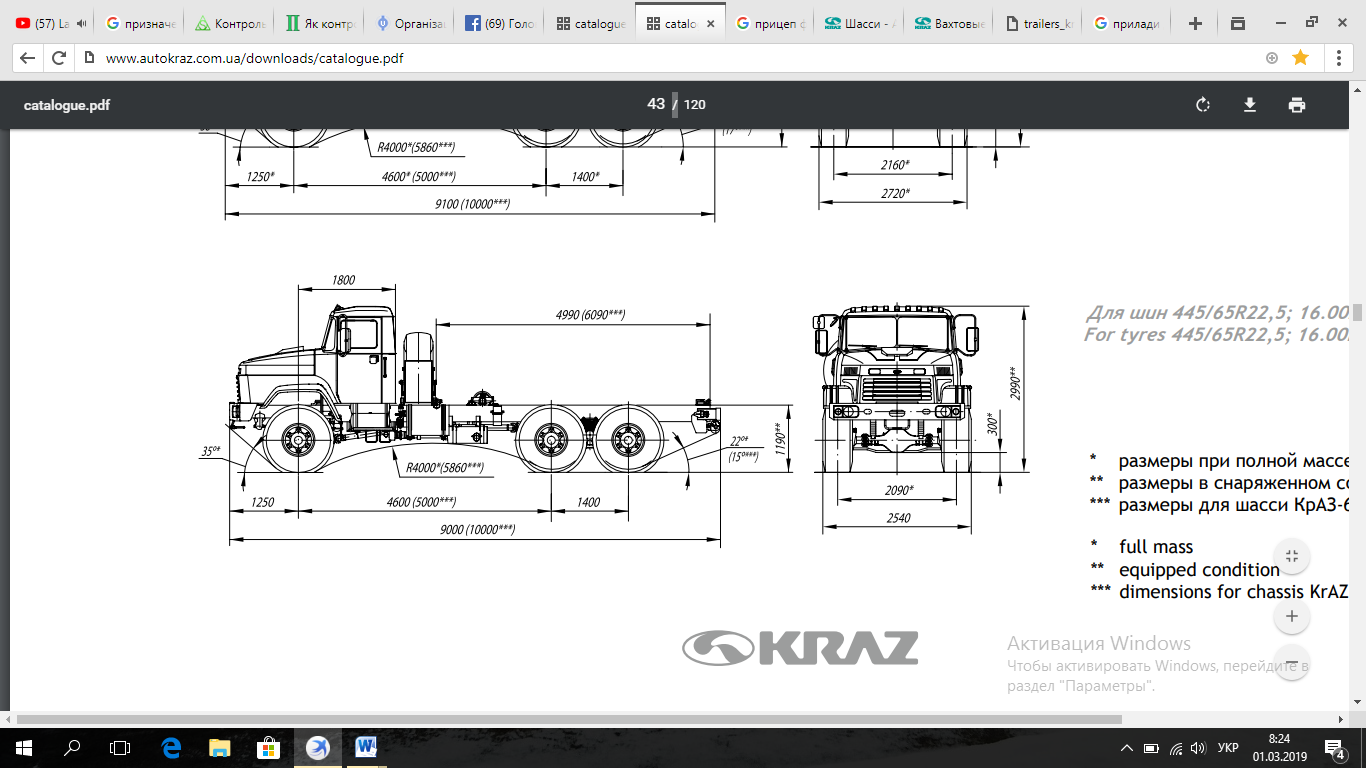 (57) La
признače
Контроль
Як контр
Організа
(69) Голо
catalogue
catalo
прицеп ф
Шасси - А
Вахтовые
trailers_kr
прилади
www.autokraz.com.ua/downloads/catalogue.pdf
catalogue.pdf
43 / 120
R4000*(5860***)
1250*
4600* (5000***)
1400*
9100 (10000***)
2160*
2720*
1800
4990 (6090***)
35°*
R4000*(5860***)
22°*
(15°***)
1190**
1250
4600 (5000***)
1400
9000 (10000***)
2990**
300*
2090*
2540
Для шин 445/65R22,5; 16.00
For tyres 445/65R22,5; 16.00
* размеры при полной массе
** размеры в снаряженном со
*** размеры для шасси КрАЗ-6
* full mass
** equipped condition
*** dimensions for chassis KrAZ
KRAZ
Активация Windows
Чтобы активировать Windows, перейдите в
раздел "Параметры".
УКР
8:24
01.03.2019
4